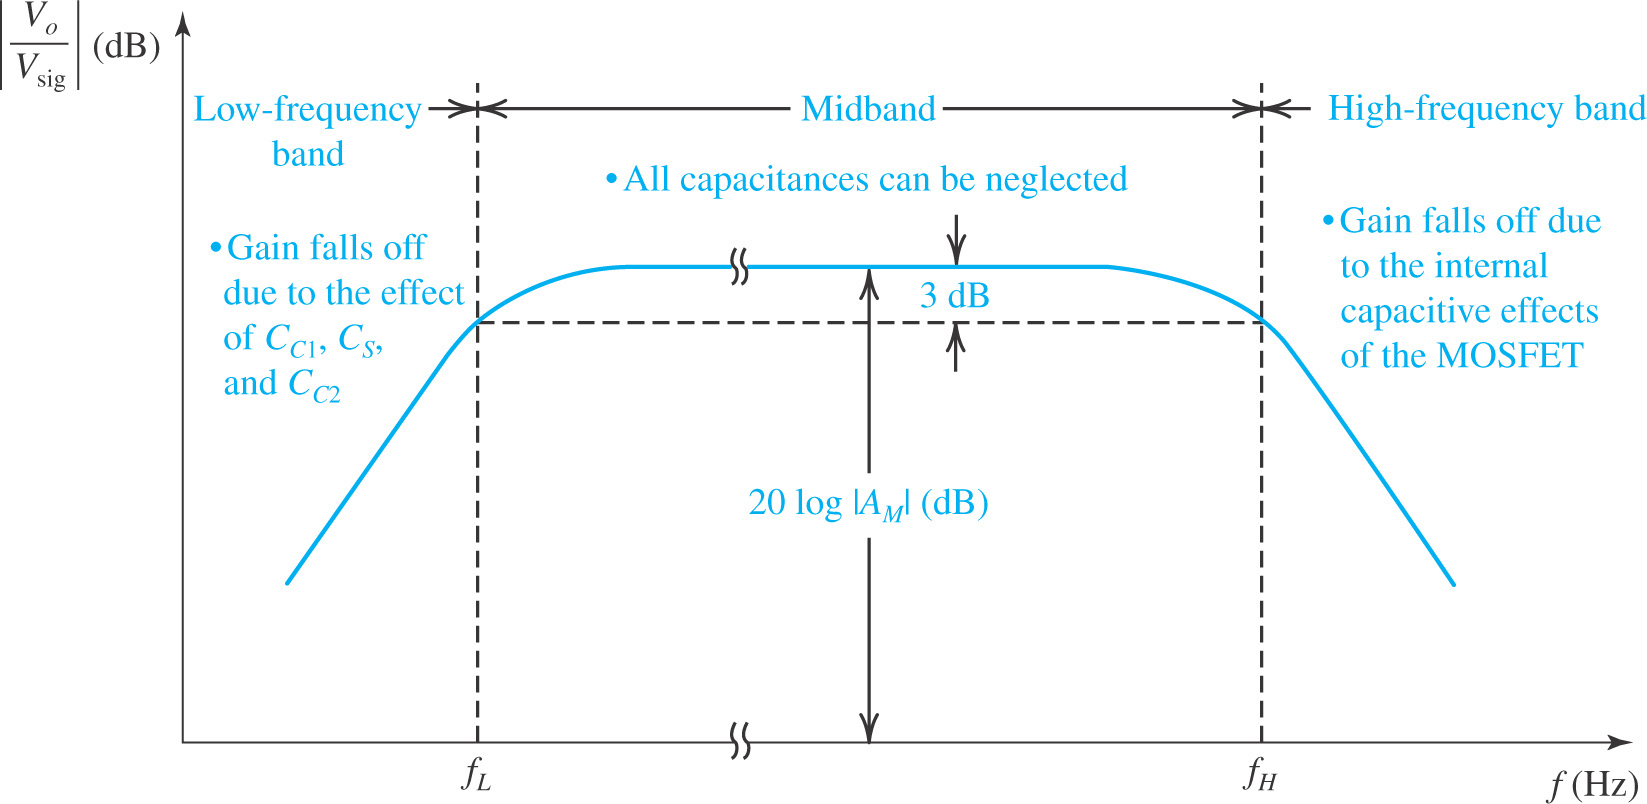 |Vo/Vsig| (dB)
Low-frequency
band
Midband
High-frequency band
• All capacitances can be neglected
• Gain falls off
due to the effect
of CC1, CS,
and CC2
3 dB
• Gain falls off due
to the internal
capacitive effects
of the MOSFET
20 log |AM| (dB)
fL
fH
f (Hz)